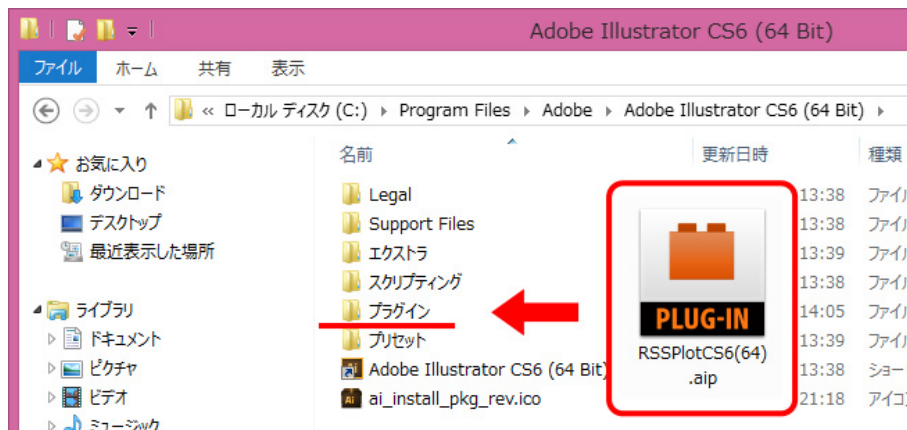 Adobe Illustrator CS6 (64 Bit)
ファイル ホーム 共有 表示
« ローカル ディスク (C:) Program Files Adobe Adobe Illustrator CS6 (64 Bit)
お気に入り
ダウンロード
デスクトップ
最近表示した場所
ライブラリ
ドキュメント
ピクチャ
ビデオ
ミュージック
名前 更新日時 種類
Legal 13:38 ファイル
Support Files 13:38 ファイル
エクストラ 13:39 ファイル
スクリプティング 13:38 ファイル
プラグイン 14:05 ファイル
プリセット 13:39 ファイル
Adobe Illustrator CS6 (64 Bit) 13:38 ショー
ai_install_pkg_rev.ico 21:18 アイコ
PLUG-IN
RSSPlotCS6(64)
.aip